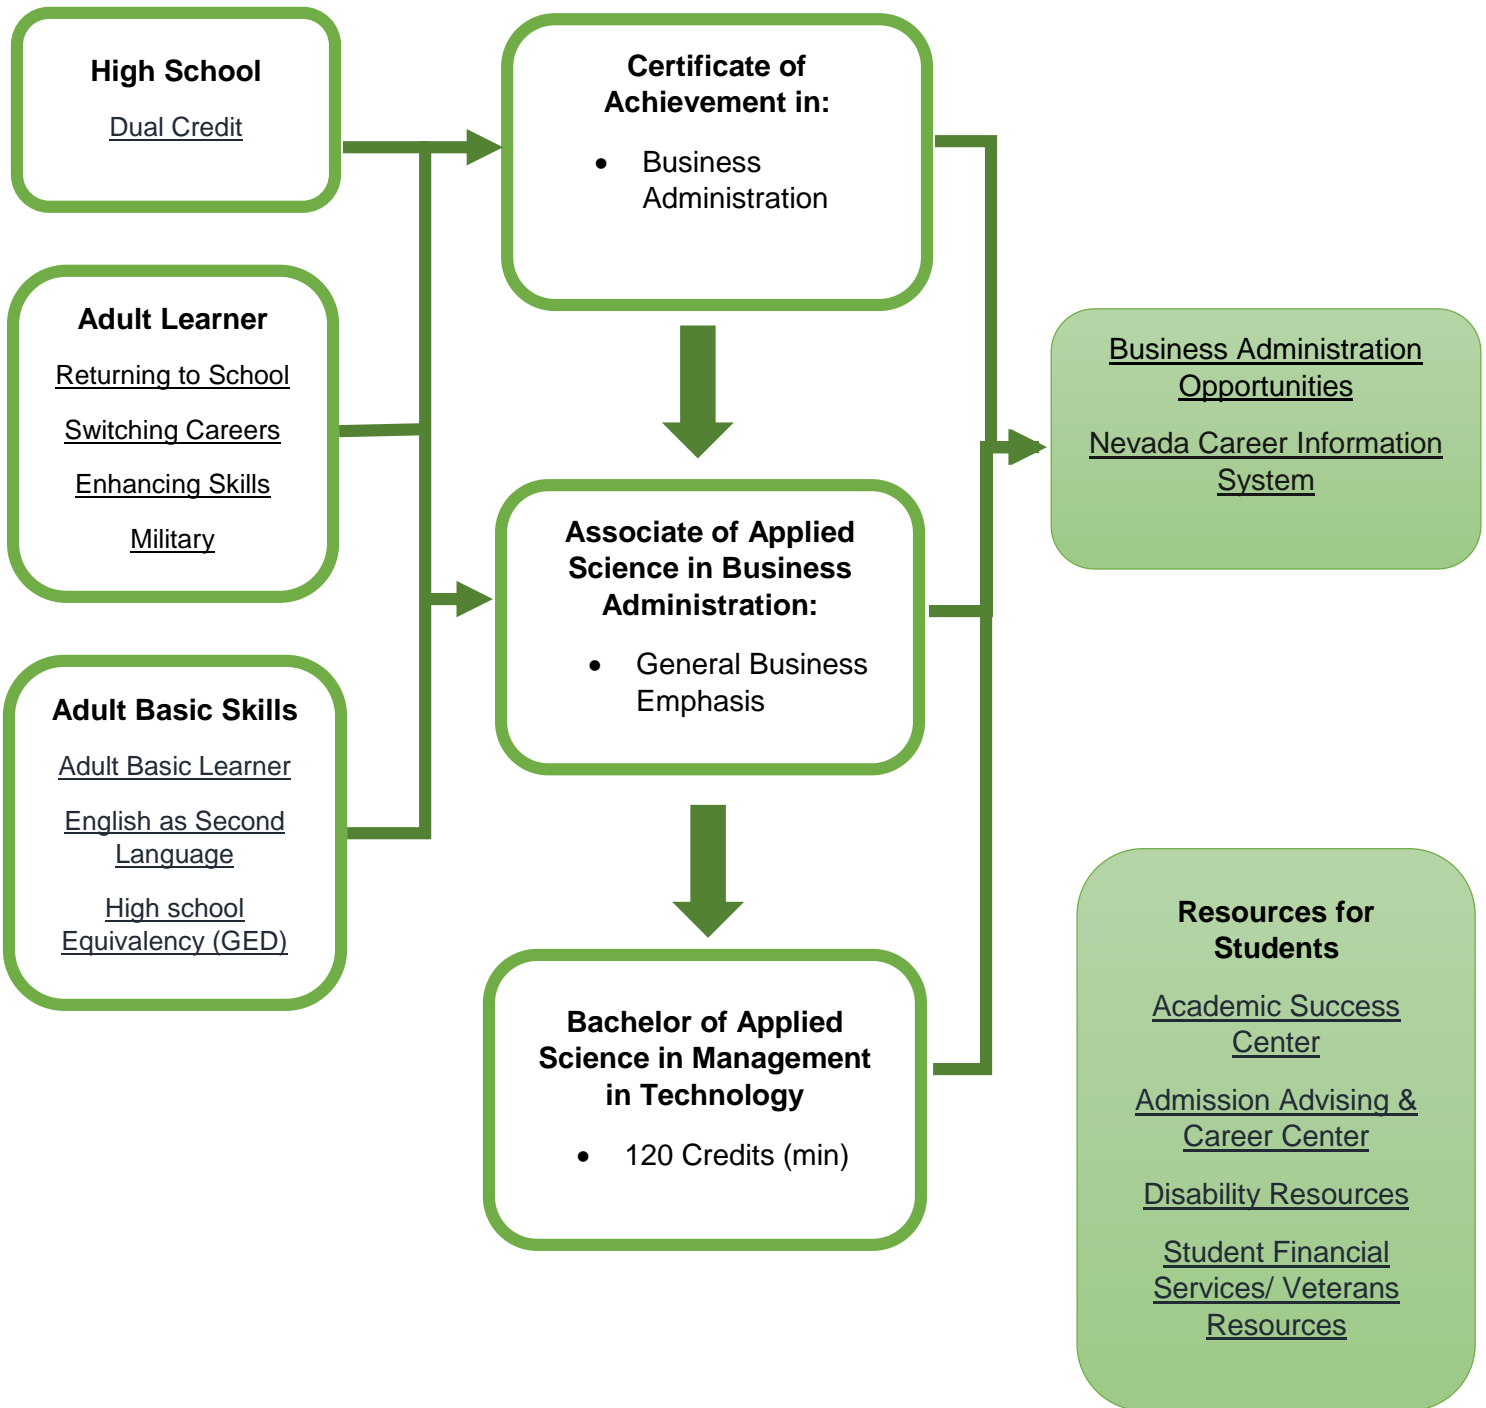 High School
Dual Credit
Adult Learner
Returning to School
Switching Careers
Enhancing Skills
Military
Adult Basic Skills
Adult Basic Learner
English as Second
Language
High school
Equivalency (GED)
Certificate of
Achievement in:
• Business
Administration
Associate of Applied
Science in Business
Administration:
• General Business
Emphasis
Bachelor of Applied
Science in Management
in Technology
• 120 Credits (min)
Business Administration
Opportunities
Nevada Career Information
System
Resources for
Students
Academic Success
Center
Admission Advising &
Career Center
Disability Resources
Student Financial
Services/ Veterans
Resources